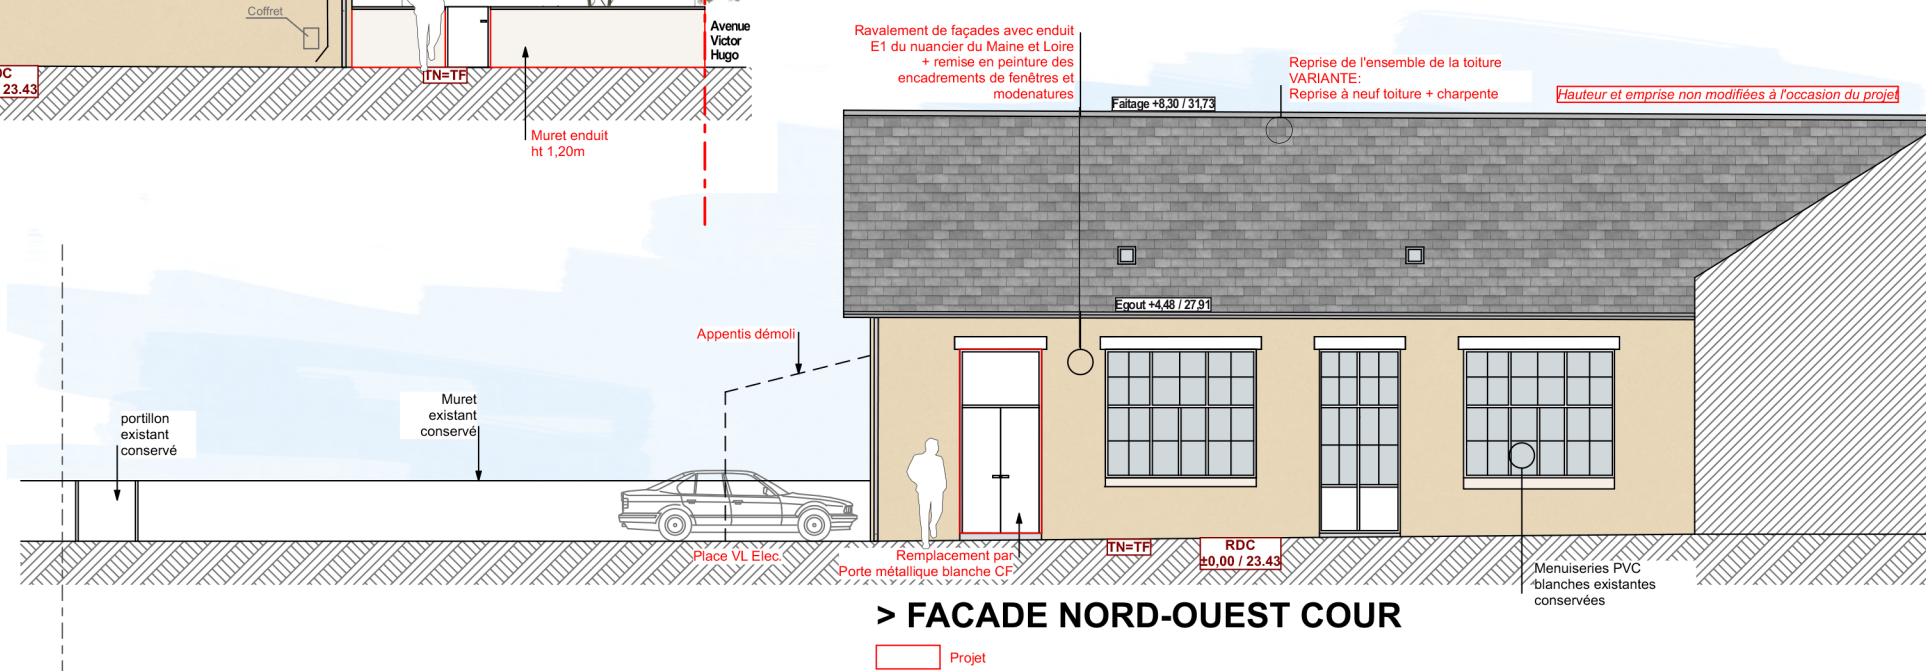 Coffret
Avenue
Victor
Hugo
TN=TF
23.43
Muret enduit
ht 1,20m
Ravalement de façades avec enduit
E1 du nuancier du Maine et Loire
+ remise en peinture des
encadrements de fenêtres et
modenatures
Faitage +8,30 / 31,73
Reprise de l'ensemble de la toiture
VARIANTE:
Reprise à neuf toiture + charpente
Hauteur et emprise non modifiées à l'occasion du projet
Egout +4,48 / 27,91
Appentis démoli
Muret
existant
conservé
portillon
existant
conservé
Place VL Elec.
Remplacement par
Porte métallique blanche CF
TN=TF
RDC
±0,00 / 23.43
Menuiseries PVC
blanches existantes
conservées
> FACADE NORD-OUEST COUR
Projet